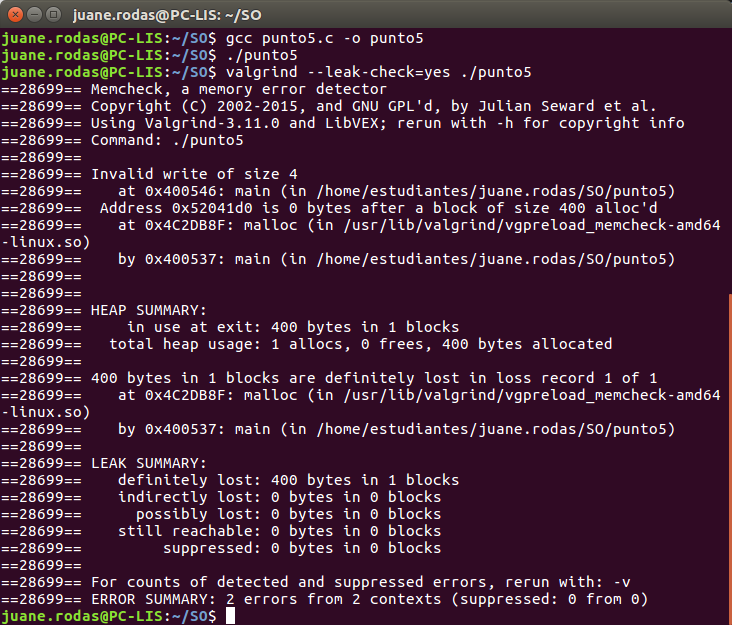 juane.rodas@PC-LIS: ~/SO
juane.rodas@PC-LIS:~/SO$ gcc punto5.c -o punto5
juane.rodas@PC-LIS:~/SO$ ./punto5
juane.rodas@PC-LIS:~/SO$ valgrind --leak-check=yes ./punto5
==28699== Memcheck, a memory error detector
==28699== Copyright (C) 2002-2015, and GNU GPL'd, by Julian Seward et al.
==28699== Using Valgrind-3.11.0 and LibVEX; rerun with -h for copyright info
==28699== Command: ./punto5
==28699==
==28699== Invalid write of size 4
==28699==    at 0x400546: main (in /home/estudiantes/juane.rodas/SO/punto5)
==28699==  Address 0x52041d0 is 0 bytes after a block of size 400 alloc'd
==28699==    at 0x4C2DB8F: malloc (in /usr/lib/valgrind/vgpreload_memcheck-amd64
-linux.so)
==28699==    by 0x400537: main (in /home/estudiantes/juane.rodas/SO/punto5)
==28699==
==28699==
==28699== HEAP SUMMARY:
==28699==     in use at exit: 400 bytes in 1 blocks
==28699==   total heap usage: 1 allocs, 0 frees, 400 bytes allocated
==28699==
==28699== 400 bytes in 1 blocks are definitely lost in loss record 1 of 1
==28699==    at 0x4C2DB8F: malloc (in /usr/lib/valgrind/vgpreload_memcheck-amd64
-linux.so)
==28699==    by 0x400537: main (in /home/estudiantes/juane.rodas/SO/punto5)
==28699==
==28699== LEAK SUMMARY:
==28699==    definitely lost: 400 bytes in 1 blocks
==28699==    indirectly lost: 0 bytes in 0 blocks
==28699==      possibly lost: 0 bytes in 0 blocks
==28699==    still reachable: 0 bytes in 0 blocks
==28699==         suppressed: 0 bytes in 0 blocks
==28699==
==28699== For counts of detected and suppressed errors, rerun with: -v
==28699== ERROR SUMMARY: 2 errors from 2 contexts (suppressed: 0 from 0)
juane.rodas@PC-LIS:~/SO$